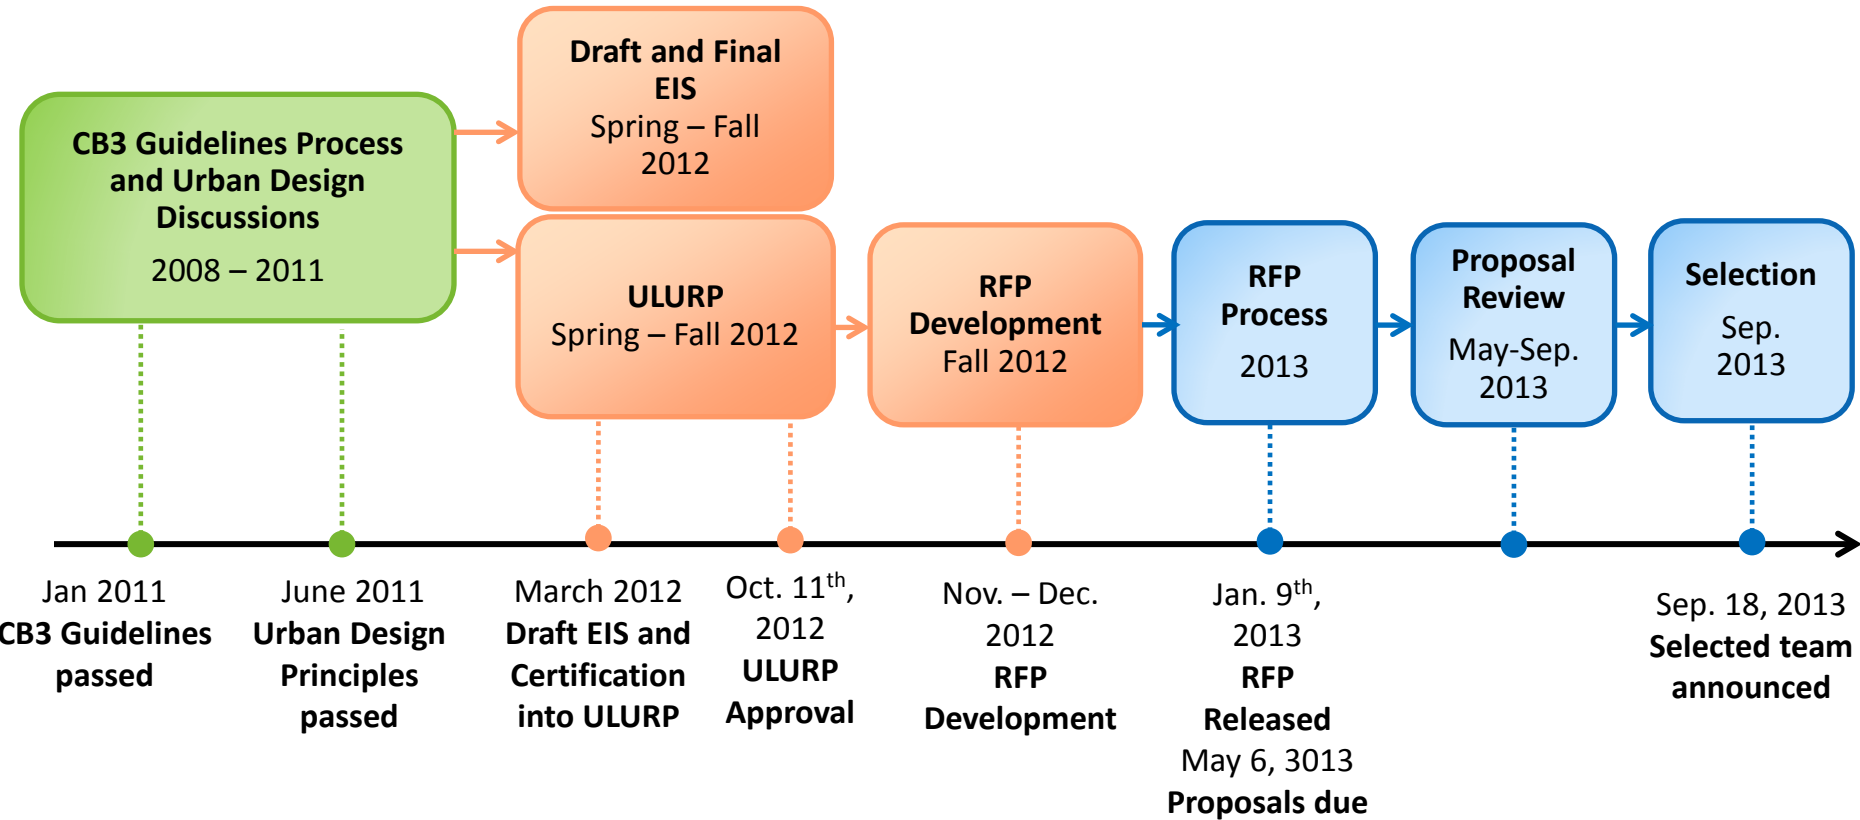 Draft and Final
EIS
Spring – Fall
2012
CB3 Guidelines Process
and Urban Design
Discussions
2008 – 2011
ULURP
Spring – Fall 2012
RFP
Development
Fall 2012
RFP
Process
2013
Proposal
Review
May-Sep.
2013
Selection
Sep.
2013
Jan 2011
CB3 Guidelines
passed
June 2011
Urban Design
Principles
passed
March 2012
Draft EIS and
Certification
into ULURP
Oct. 11th,
2012
ULURP
Approval
Nov. – Dec.
2012
RFP
Development
Jan. 9th,
2013
RFP
Released
May 6, 3013
Proposals due
Sep. 18, 2013
Selected team
announced